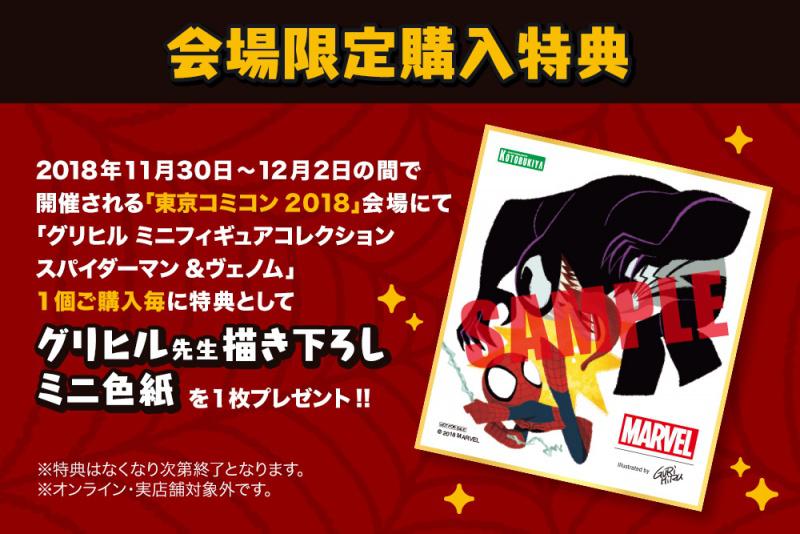 会場限定購入特典
2018年11月30日～12月2日の間で
開催される「東京コミコン 2018」会場にて
「グリヒル ミニフィギュアコレクション
スパイダーマン&ヴェノム」
1個ご購入毎に特典として
グリヒル先生描き下ろし
ミニ色紙 を1枚プレゼント!!
※特典はなくなり次第終了となります。
※オンライン・実店舗対象外です。
KOTOBUKIYA
SAMPLE
NOT FOR SALE
© 2018 MARVEL
MARVEL
Illustrated by GURIHIRU